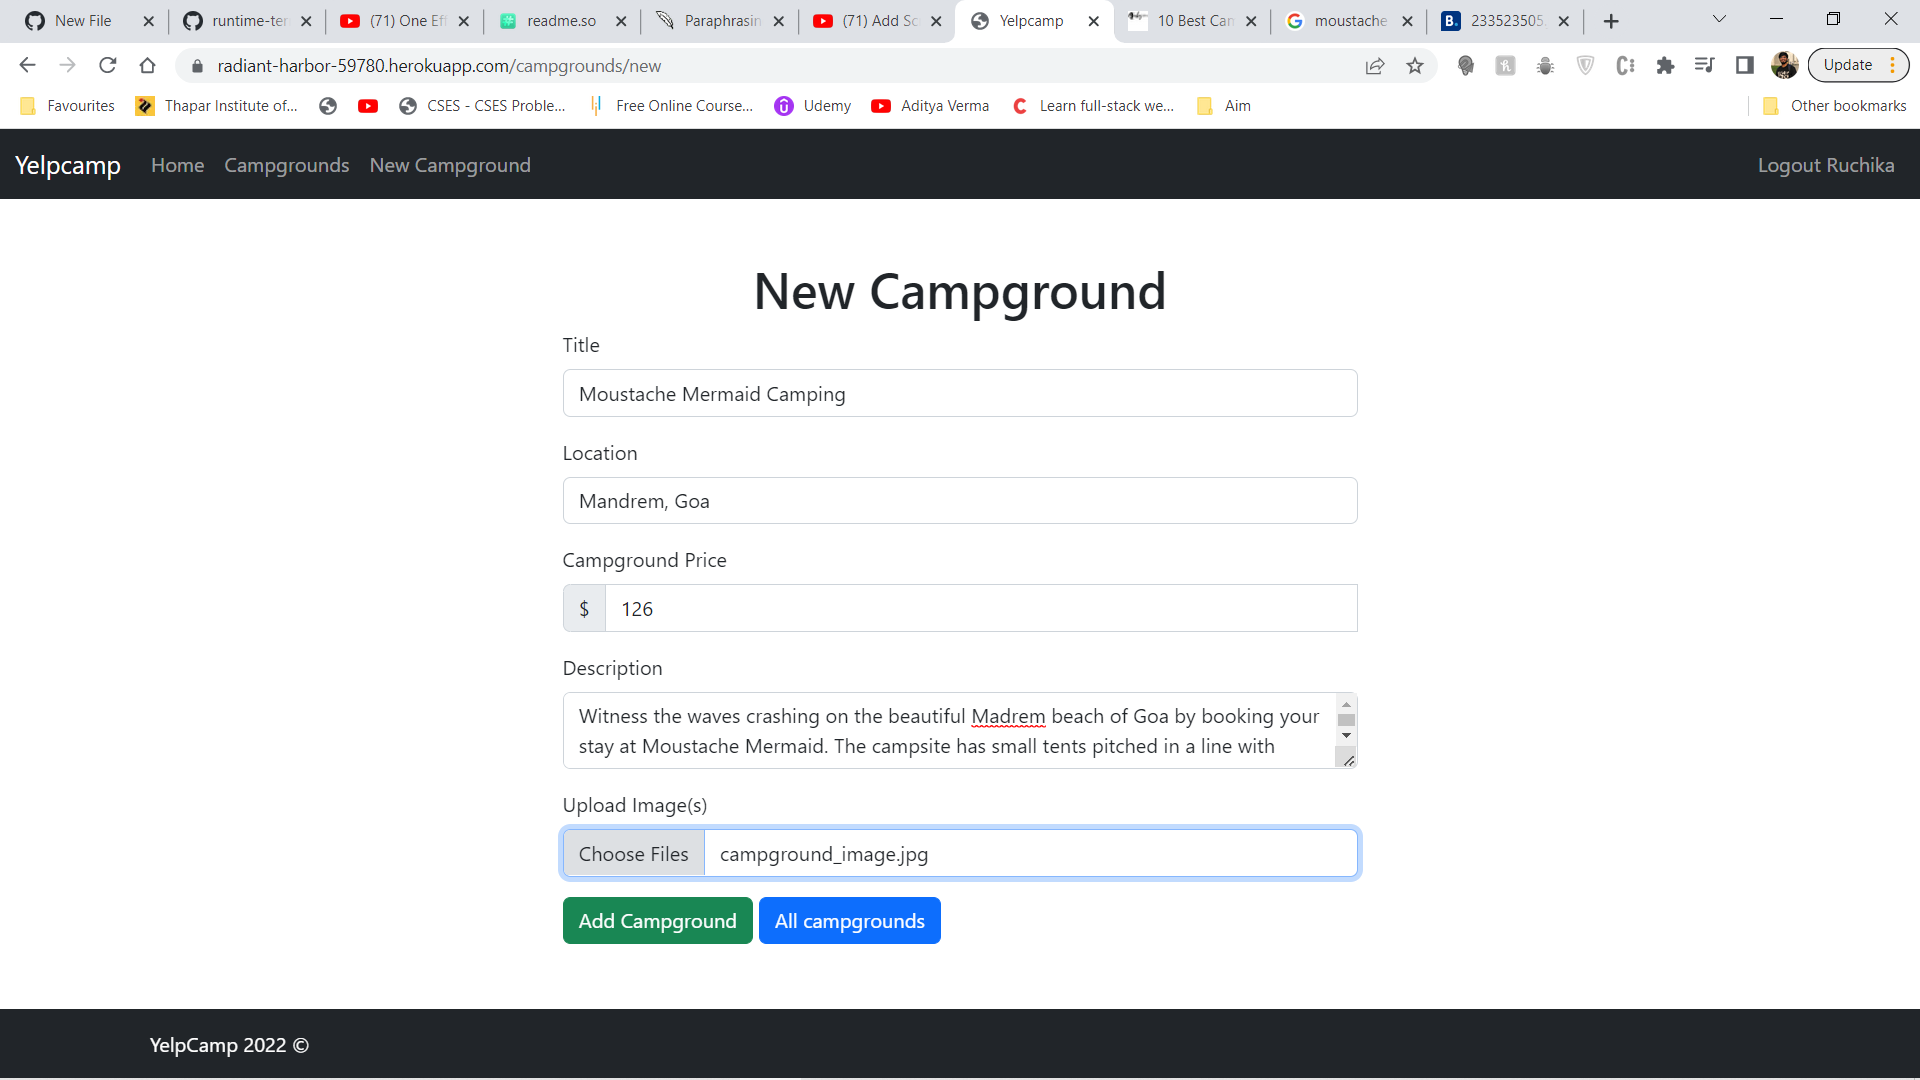 New File
runtime-ter
(71) One Eff
readme.so
Paraphrasin
(71) Add Sc
Yelpcamp
10 Best Cam
moustache
B.
233523505
radiant-harbor-59780.herokuapp.com/campgrounds/new
Update
Favourites
Thapar Institute of...
CSES - CSES Proble...
Free Online Course...
Udemy
Aditya Verma
Learn full-stack we...
Aim
Other bookmarks
Yelpcamp
Home
Campgrounds
New Campground
Logout Ruchika
New Campground
Title
Moustache Mermaid Camping
Location
Mandrem, Goa
Campground Price
$ 126
Description
Witness the waves crashing on the beautiful Madrem beach of Goa by booking your
stay at Moustache Mermaid. The campsite has small tents pitched in a line with
Upload Image(s)
Choose Files campground_image.jpg
Add Campground
All campgrounds
YelpCamp 2022 ©